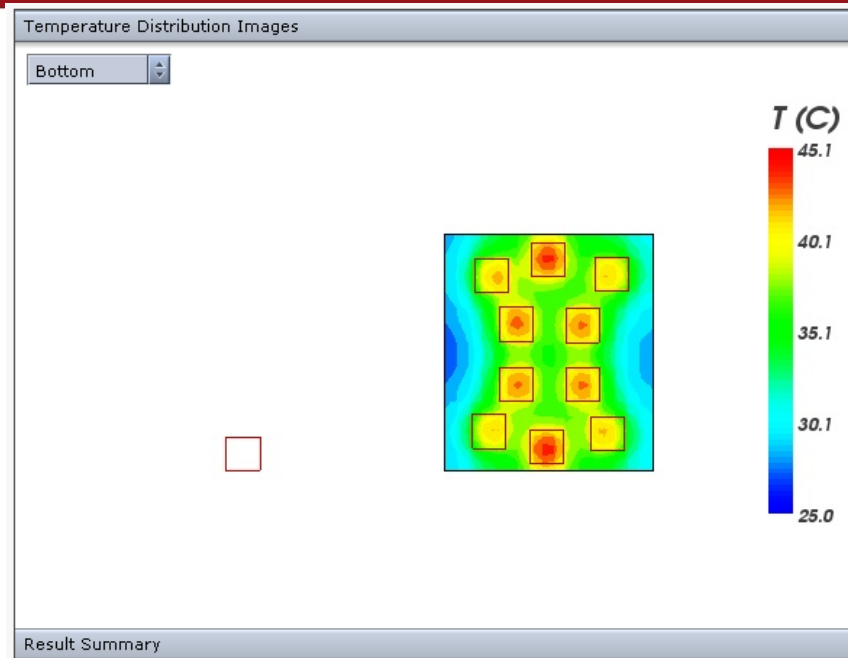 Temperature Distribution Images
Bottom
T (C)
45.1
40.1
35.1
30.1
25.0
Result Summary